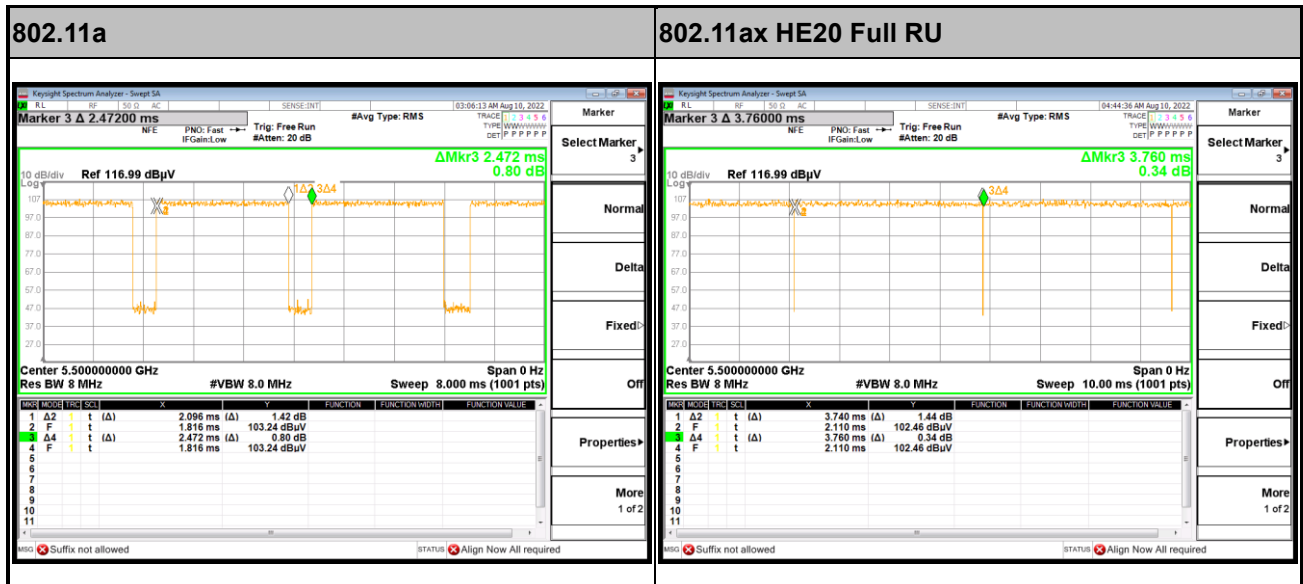 802.11a
802.11ax HE20 Full RU
Keysight Spectrum Analyzer - Swept SA
RL RF 50 Ω AC SENSE:INT 03:06:13 AM Aug 10, 2022
Marker 3 Δ 2.47200 ms #Avg Type: RMS TRACE 1 2 3 4 5 6
NFE PNO: Fast Trig: Free Run TYPE WWWWWW
IFGain:Low #Atten: 20 dB DET P P P P P P
ΔMkr3 2.472 ms
0.80 dB
10 dB/div Ref 116.99 dBµV
Log
107
97.0
87.0
77.0
67.0
57.0
47.0
37.0
27.0
1Δ2 3Δ4
Center 5.500000000 GHz Span 0 Hz
Res BW 8 MHz #VBW 8.0 MHz Sweep 8.000 ms (1001 pts)
MKR MODE TRC SCL X Y FUNCTION FUNCTION WIDTH FUNCTION VALUE
1 Δ2 1 t (Δ) 2.096 ms (Δ) 1.42 dB
2 F 1 t 1.816 ms 103.24 dBµV
3 Δ4 1 t (Δ) 2.472 ms (Δ) 0.80 dB
4 F 1 t 1.816 ms 103.24 dBµV
5
6
7
8
9
10
11
MSG Suffix not allowed STATUS Align Now All required
Marker
Select Marker
3
Normal
Delta
Fixed
Off
Properties
More
1 of 2
Keysight Spectrum Analyzer - Swept SA
RL RF 50 Ω AC SENSE:INT 04:44:36 AM Aug 10, 2022
Marker 3 Δ 3.76000 ms #Avg Type: RMS TRACE 1 2 3 4 5 6
NFE PNO: Fast Trig: Free Run TYPE WWWWWW
IFGain:Low #Atten: 20 dB DET P P P P P P
ΔMkr3 3.760 ms
0.34 dB
10 dB/div Ref 116.99 dBµV
Log
107
97.0
87.0
77.0
67.0
57.0
47.0
37.0
27.0
3Δ4
Center 5.500000000 GHz Span 0 Hz
Res BW 8 MHz #VBW 8.0 MHz Sweep 10.00 ms (1001 pts)
MKR MODE TRC SCL X Y FUNCTION FUNCTION WIDTH FUNCTION VALUE
1 Δ2 1 t (Δ) 3.740 ms (Δ) 1.44 dB
2 F 1 t 2.110 ms 102.46 dBµV
3 Δ4 1 t (Δ) 3.760 ms (Δ) 0.34 dB
4 F 1 t 2.110 ms 102.46 dBµV
5
6
7
8
9
10
11
MSG Suffix not allowed STATUS Align Now All required
Marker
Select Marker
3
Normal
Delta
Fixed
Off
Properties
More
1 of 2